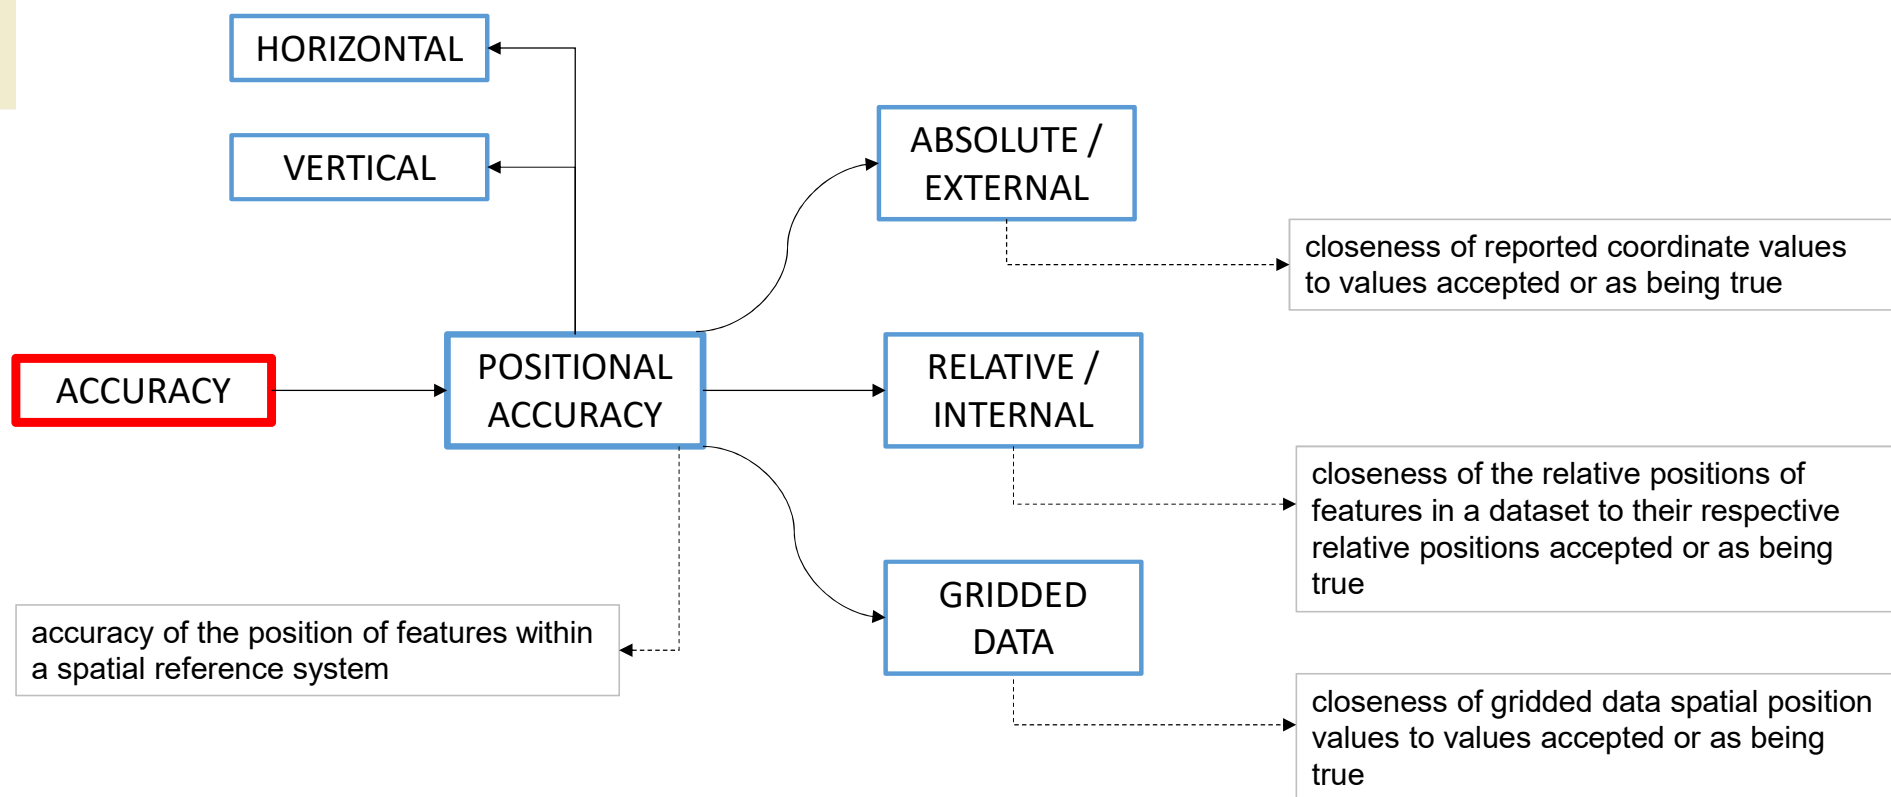 HORIZONTAL
VERTICAL
ABSOLUTE /
EXTERNAL
closeness of reported coordinate values
to values accepted or as being true
ACCURACY
POSITIONAL
ACCURACY
RELATIVE /
INTERNAL
closeness of the relative positions of
features in a dataset to their respective
relative positions accepted or as being
true
accuracy of the position of features within
a spatial reference system
GRIDDED
DATA
closeness of gridded data spatial position
values to values accepted or as being
true